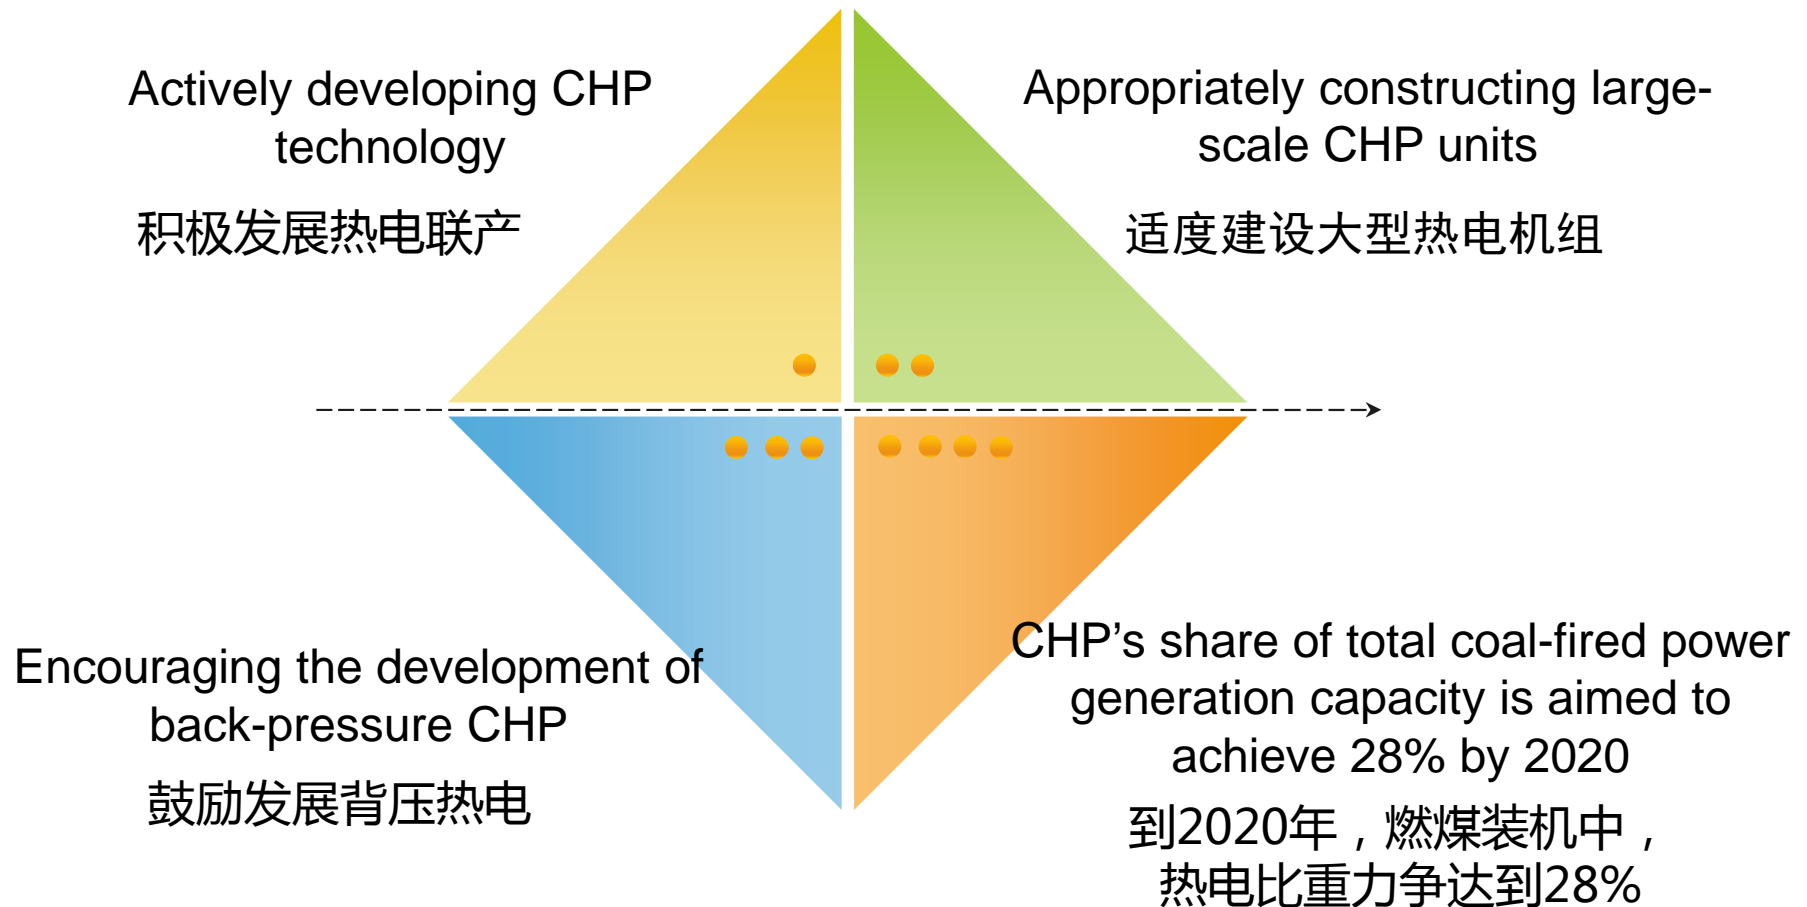 Actively developing CHP
technology
积极发展热电联产
Appropriately constructing large-
scale CHP units
适度建设大型热电机组
Encouraging the development of
back-pressure CHP
鼓励发展背压热电
CHP’s share of total coal-fired power
generation capacity is aimed to
achieve 28% by 2020
到2020年，燃煤装机中，
热电比重力争达到28%